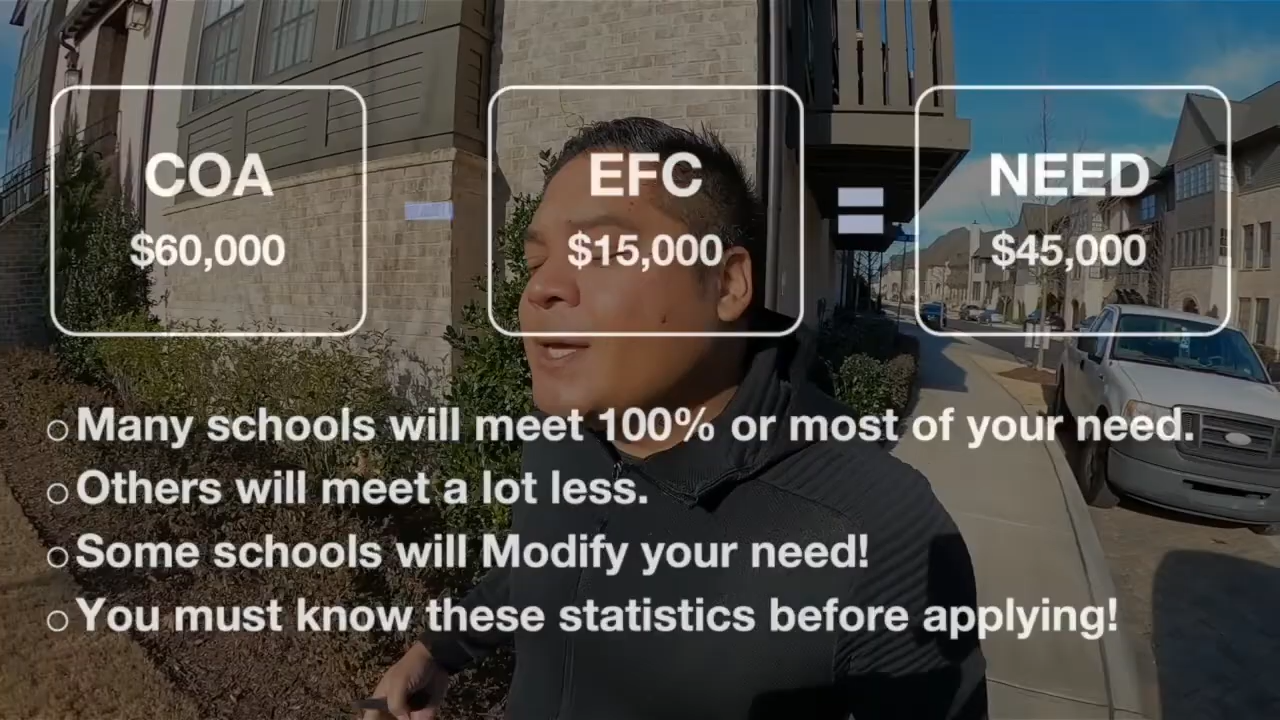 COA - EFC = NEED
$60,000 $15,000 $45,000
○Many schools will meet 100% or most of your need.
○Others will meet a lot less.
○Some schools will Modify your need!
○You must know these statistics before applying!